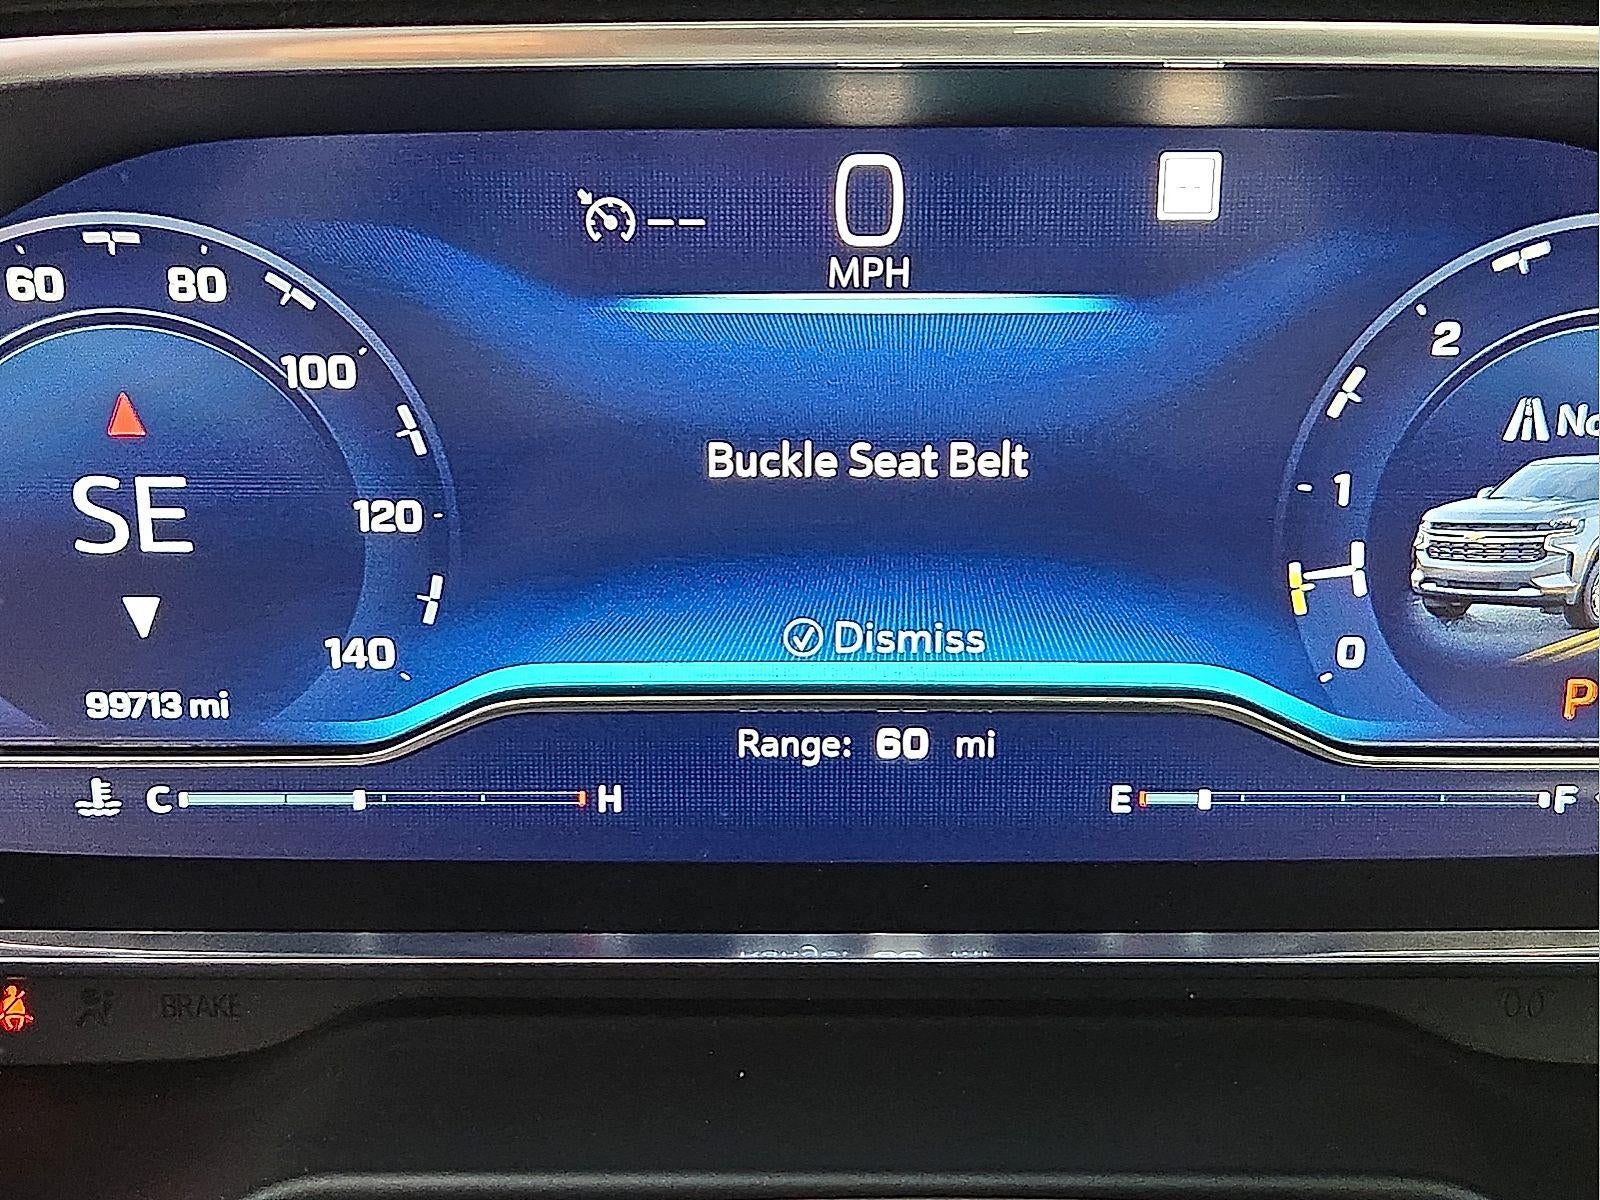 0
MPH
60
80
100
120
140
SE
99713 mi
2
1
0
No
P
Buckle Seat Belt
Dismiss
Range: 60 mi
C H
E F
BRAKE